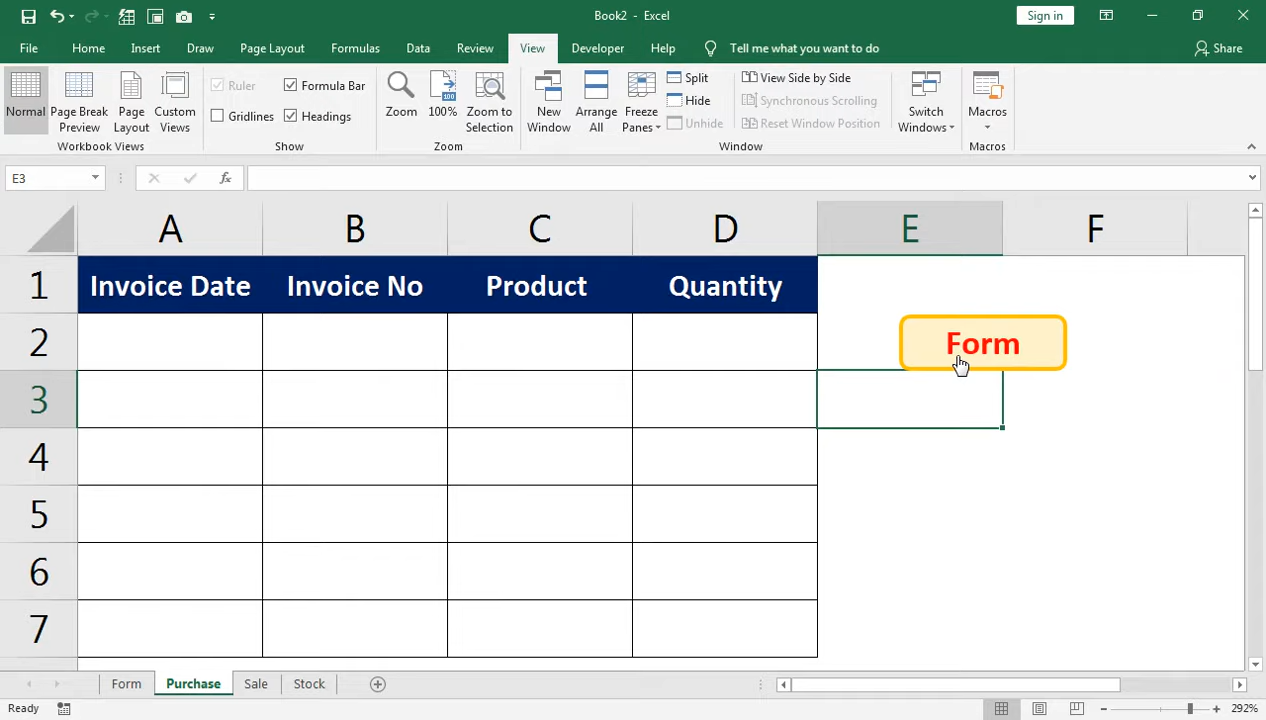 Book2 - Excel
Sign in
File Home Insert Draw Page Layout Formulas Data Review View Developer Help Tell me what you want to do Share
Normal
Page Break Preview
Page Layout
Custom Views
Workbook Views
Ruler
Formula Bar
Gridlines
Headings
Show
Zoom
100%
Zoom to Selection
Zoom
New Window
Arrange All
Freeze Panes
Split
Hide
Unhide
View Side by Side
Synchronous Scrolling
Reset Window Position
Window
Switch Windows
Macros
Macros
E3
fx
A B C D E F
1 Invoice Date Invoice No Product Quantity
2 Form
3
4
5
6
7
Form Purchase Sale Stock
Ready
292%